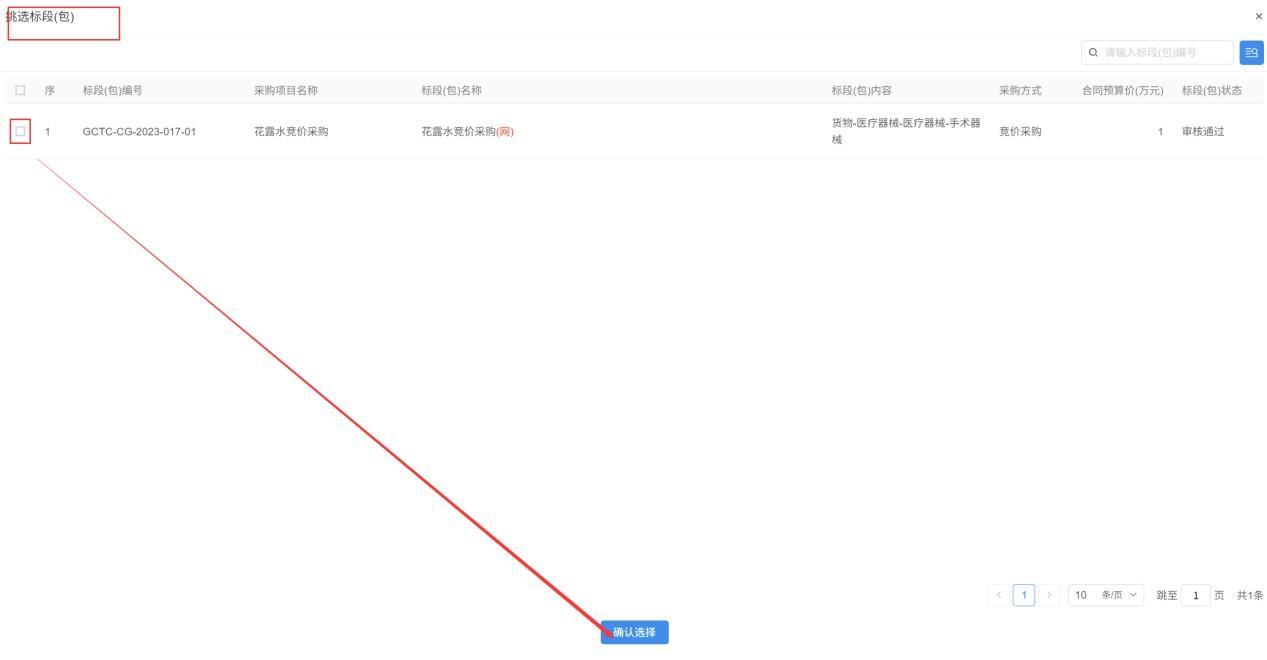 挑选标段(包)
×
请输入标段(包)编号
序 标段(包)编号 采购项目名称 标段(包)名称 标段(包)内容 采购方式 合同预算价(万元) 标段(包)状态
1 GCTC-CG-2023-017-01 花露水竞价采购 花露水竞价采购(网) 货物-医疗器械-医疗器械-手术器 竞价采购 1 审核通过
械
< 1 > 10 条/页 跳至 1 页 共1条
确认选择